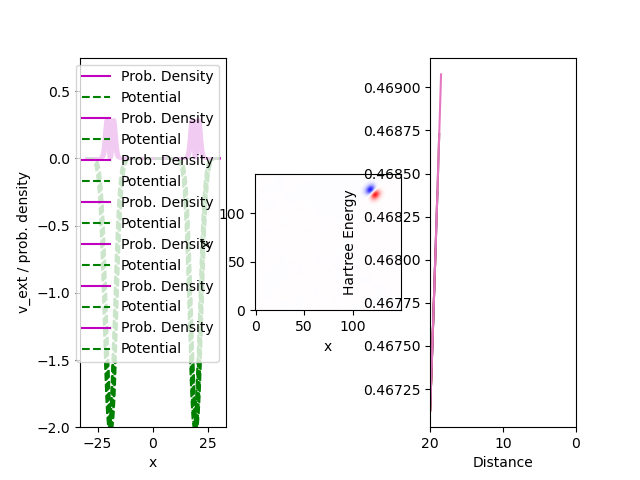 v_ext / prob. density
0.5
0.0
−0.5
−1.0
−1.5
−2.0
−25
0
25
x
Prob. Density
Potential
Prob. Density
Potential
Prob. Density
Potential
Prob. Density
Potential
Prob. Density
Potential
Prob. Density
Potential
Prob. Density
Potential
100
50
0
0
50
100
x
Hartree Energy
0.46900
0.46875
0.46850
0.46825
0.46800
0.46775
0.46750
0.46725
20
10
0
Distance